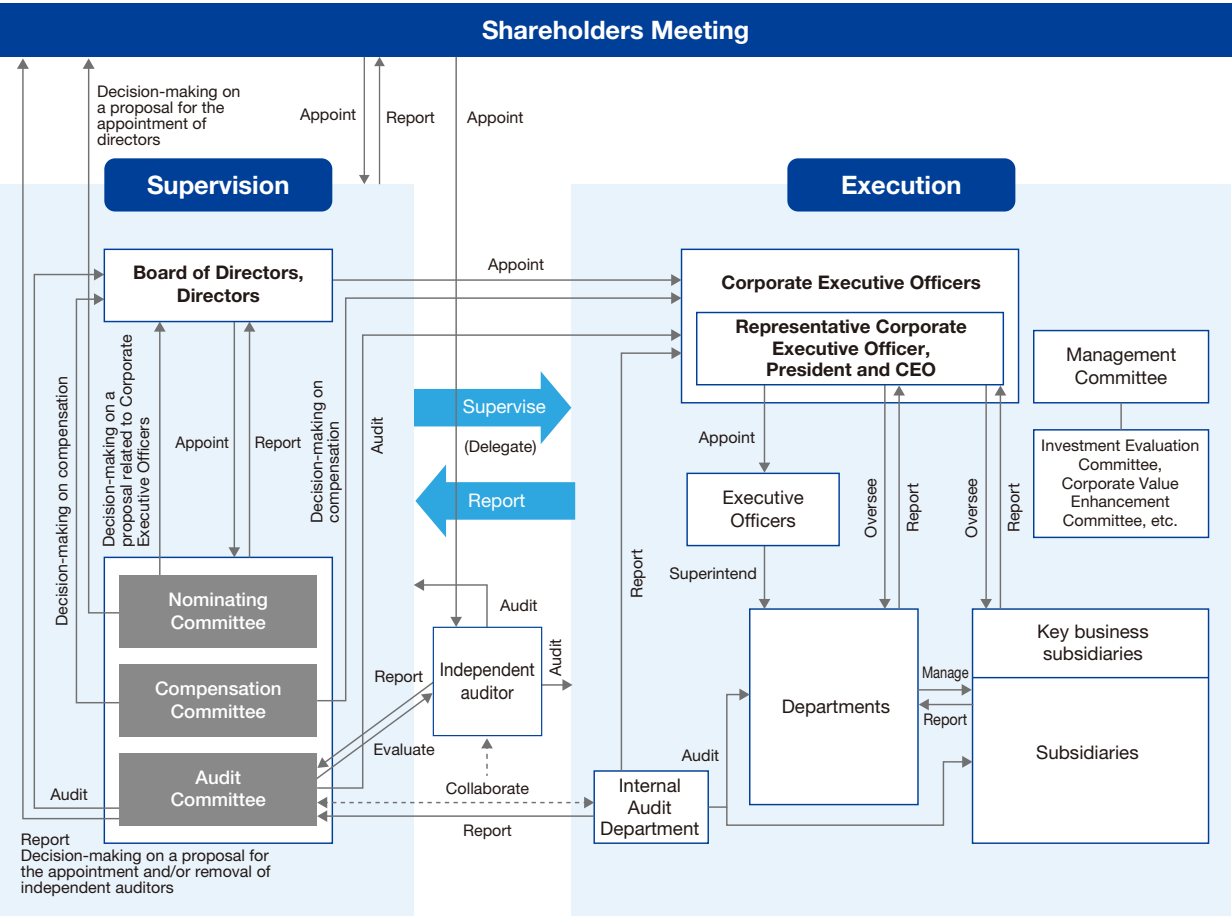 Shareholders Meeting
Decision-making on
a proposal for the
appointment of
directors
Appoint
Report
Appoint
Supervision
Execution
Board of Directors,
Directors
Appoint
Corporate Executive Officers
Representative Corporate
Executive Officer,
President and CEO
Management
Committee
Investment Evaluation
Committee,
Corporate Value
Enhancement
Committee, etc.
Decision-making on compensation
Decision-making on a
proposal related to Corporate
Executive Officers
Appoint
Report
Decision-making on
compensation
Audit
Supervise
(Delegate)
Report
Appoint
Executive
Officers
Superintend
Oversee
Report
Oversee
Report
Report
Nominating
Committee
Compensation
Committee
Audit
Committee
Audit
Independent
auditor
Audit
Report
Evaluate
Collaborate
Report
Audit
Report
Decision-making on a proposal for
the appointment and/or removal of
independent auditors
Internal
Audit
Department
Audit
Departments
Manage
Report
Key business
subsidiaries
Subsidiaries